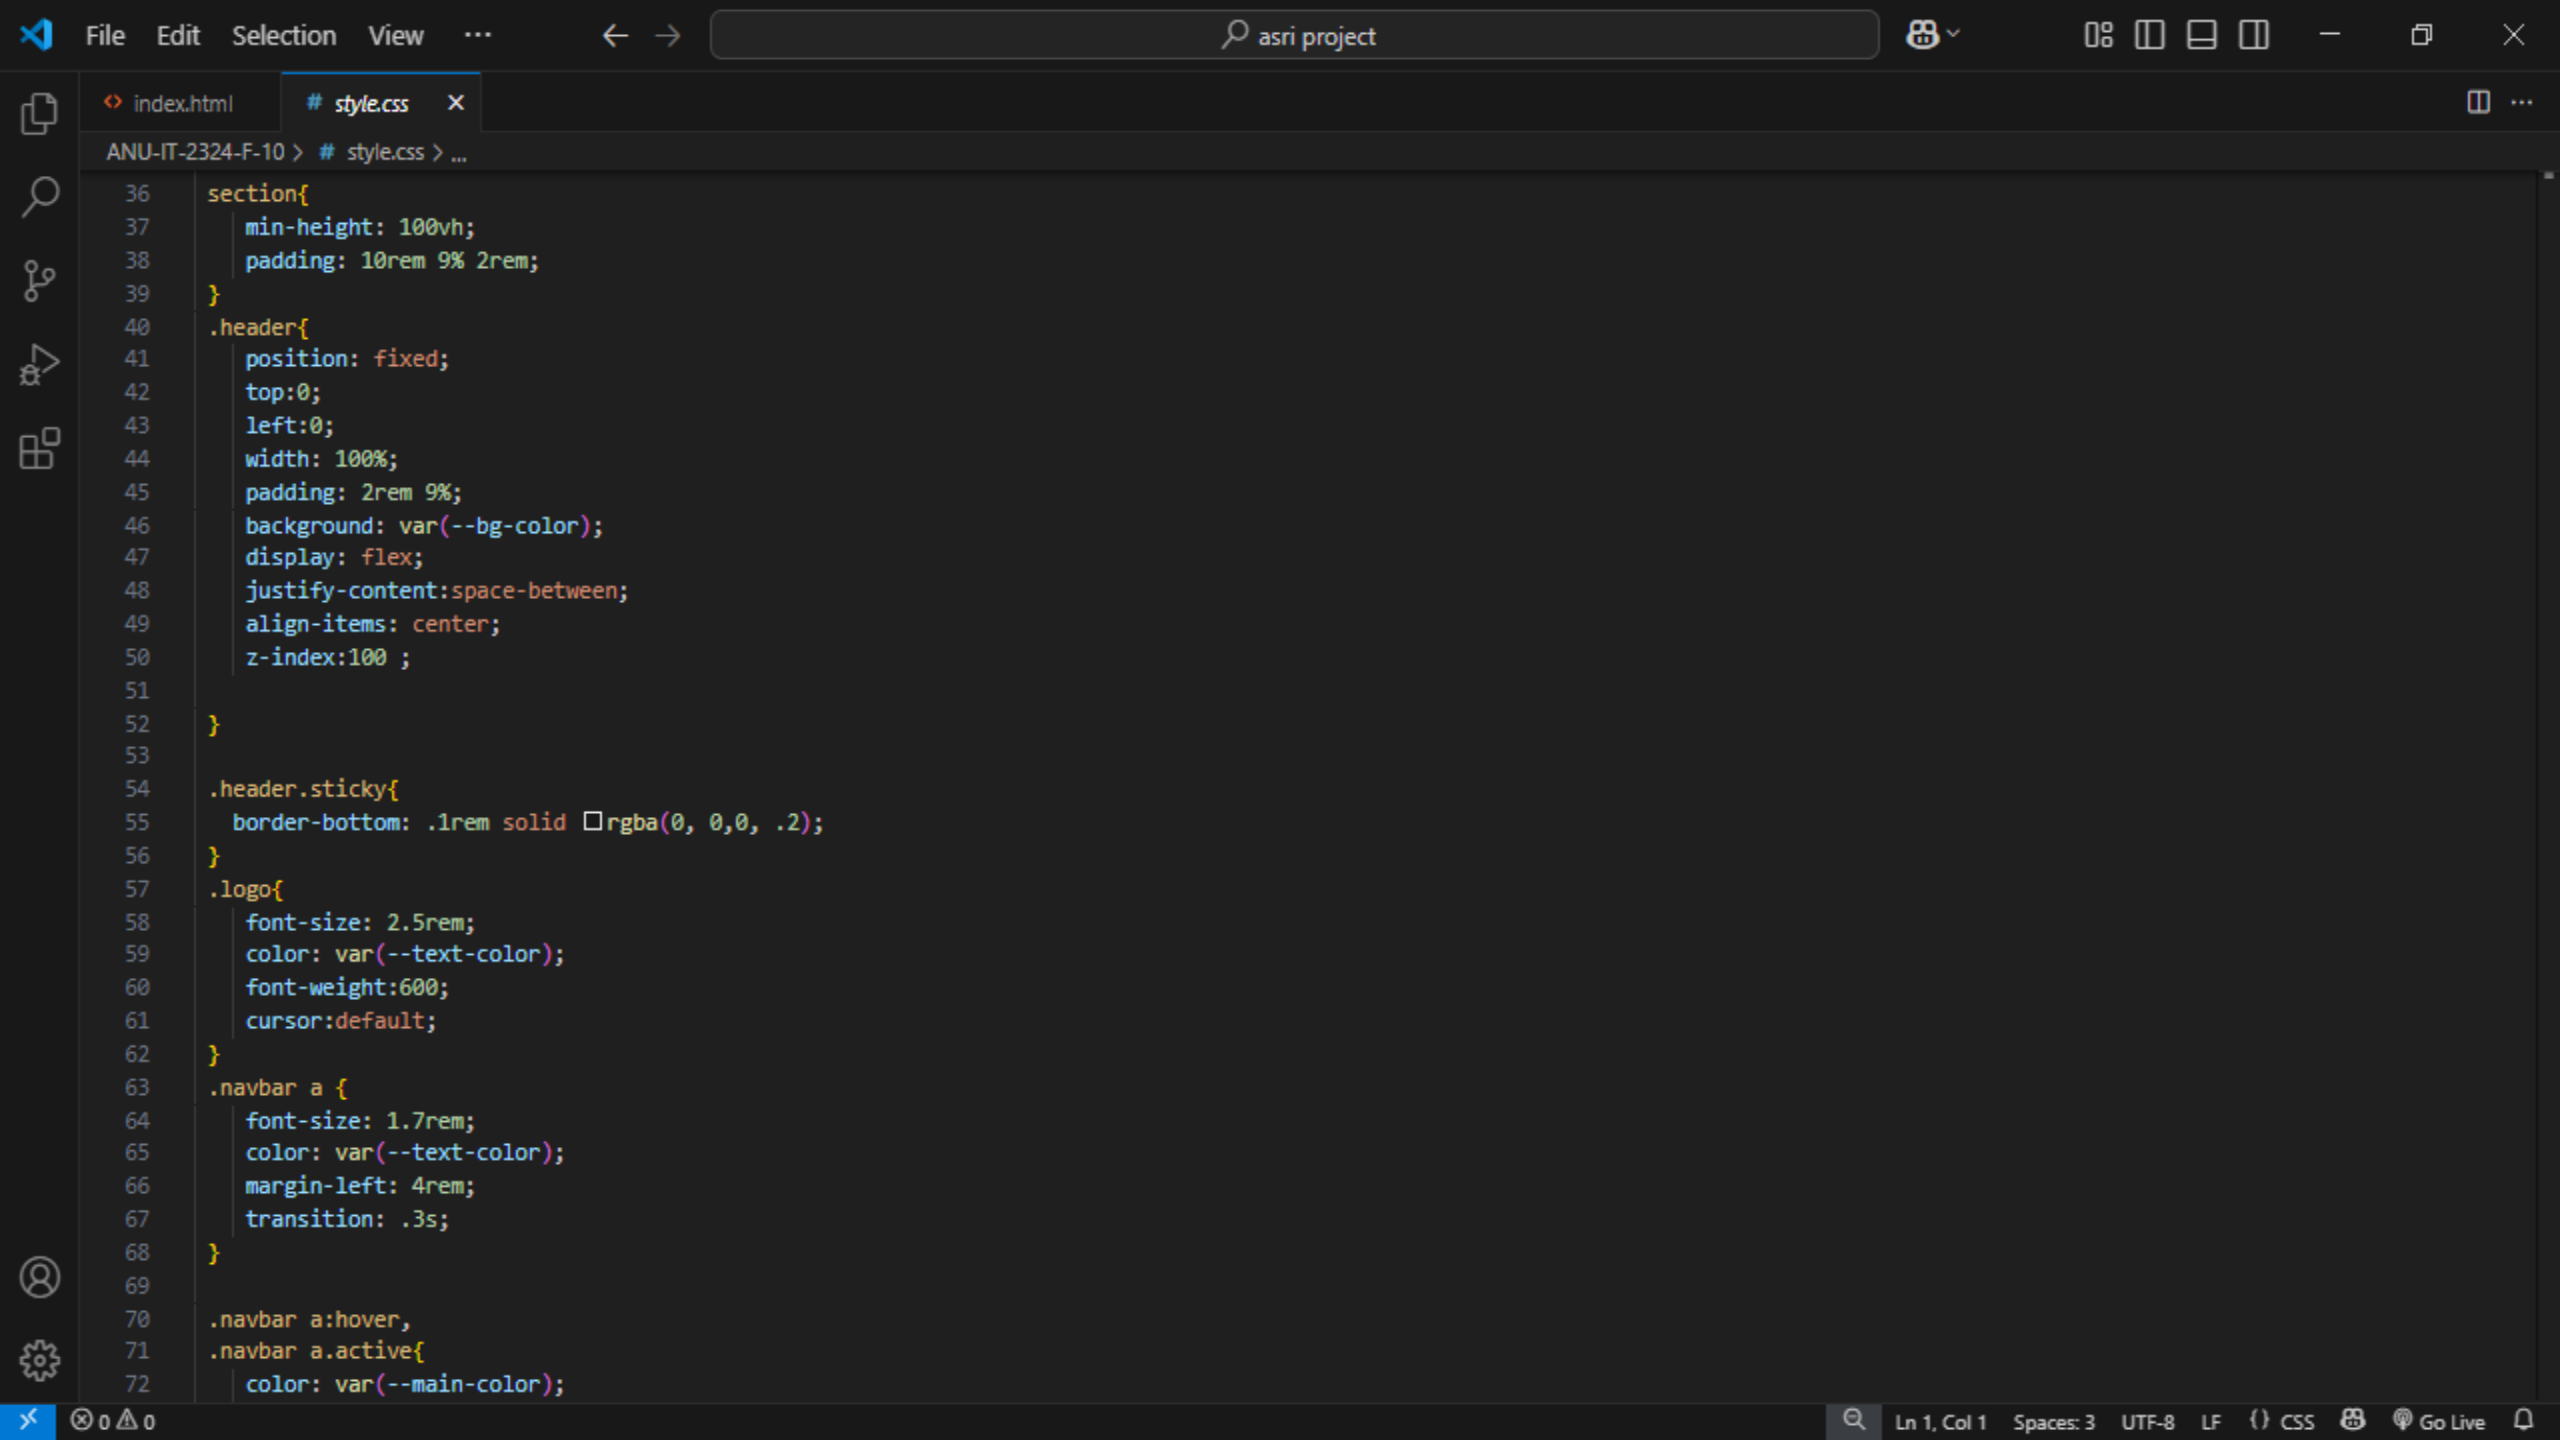 File Edit Selection View ··· asri project
index.html # style.css
ANU-IT-2324-F-10 > # style.css > ...
36 section{
37 min-height: 100vh;
38 padding: 10rem 9% 2rem;
39 }
40 .header{
41 position: fixed;
42 top:0;
43 left:0;
44 width: 100%;
45 padding: 2rem 9%;
46 background: var(--bg-color);
47 display: flex;
48 justify-content:space-between;
49 align-items: center;
50 z-index:100 ;
51
52 }
53
54 .header.sticky{
55 border-bottom: .1rem solid rgba(0, 0,0, .2);
56 }
57 .logo{
58 font-size: 2.5rem;
59 color: var(--text-color);
60 font-weight:600;
61 cursor:default;
62 }
63 .navbar a {
64 font-size: 1.7rem;
65 color: var(--text-color);
66 margin-left: 4rem;
67 transition: .3s;
68 }
69
70 .navbar a:hover,
71 .navbar a.active{
72 color: var(--main-color);
0 0 Ln 1, Col 1 Spaces: 3 UTF-8 LF {} CSS Go Live